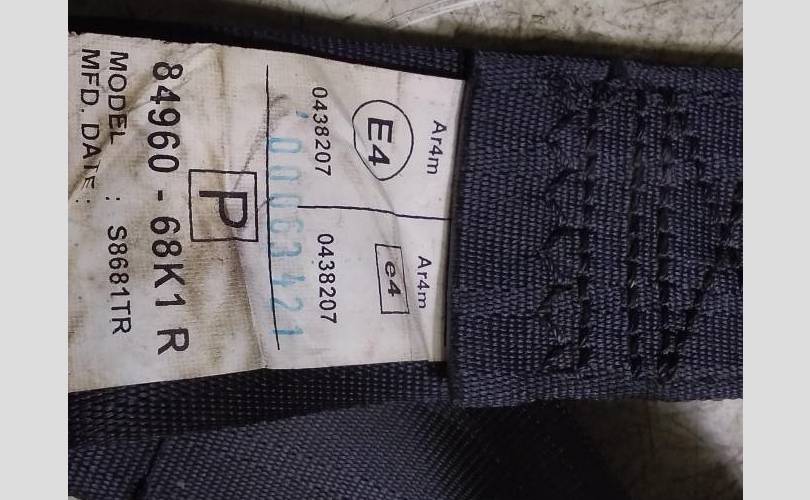 Ar4m Ar4m
E4 e4
0438207 0438207
00063421
P
84960 - 68K1 R
MODEL : S8681TR
MFD. DATE :